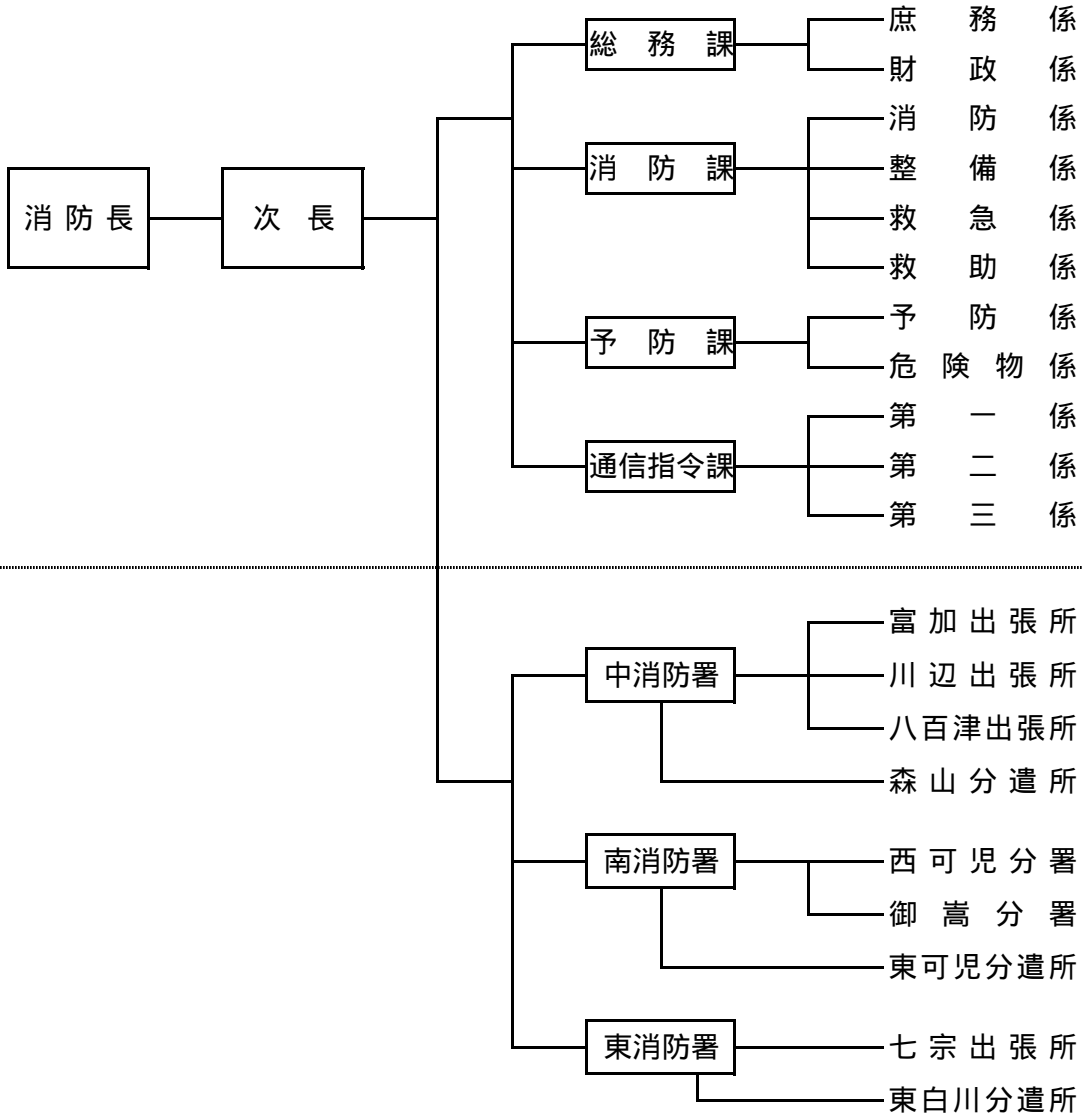 消防長
次長
総務課
庶務係
財政係
消防課
消防係
整備係
救急係
救助係
予防課
予防係
危険物係
通信指令課
第一係
第二係
第三係
中消防署
富加出張所
川辺出張所
八百津出張所
森山分遣所
南消防署
西可児分署
御嵩分署
東可児分遣所
東消防署
七宗出張所
東白川分遣所